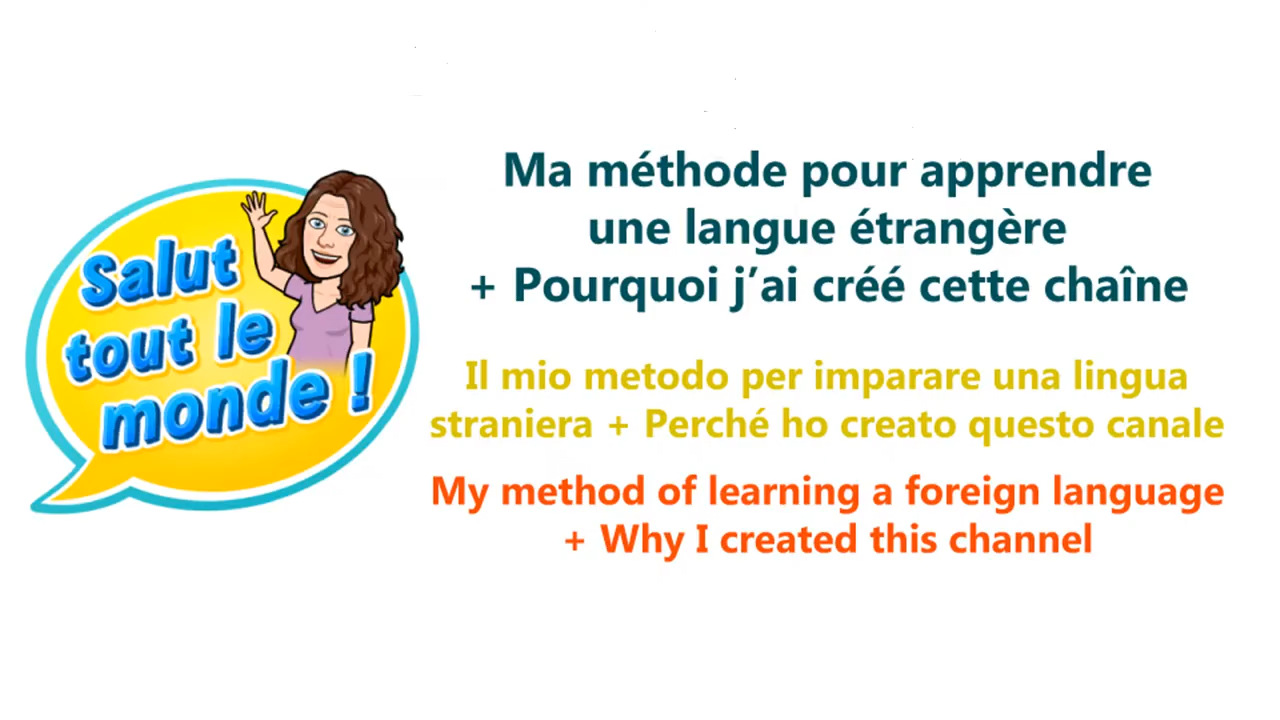 Salut
tout le
monde !
Ma méthode pour apprendre
une langue étrangère
+ Pourquoi j’ai créé cette chaîne
Il mio metodo per imparare una lingua
straniera + Perché ho creato questo canale
My method of learning a foreign language
+ Why I created this channel